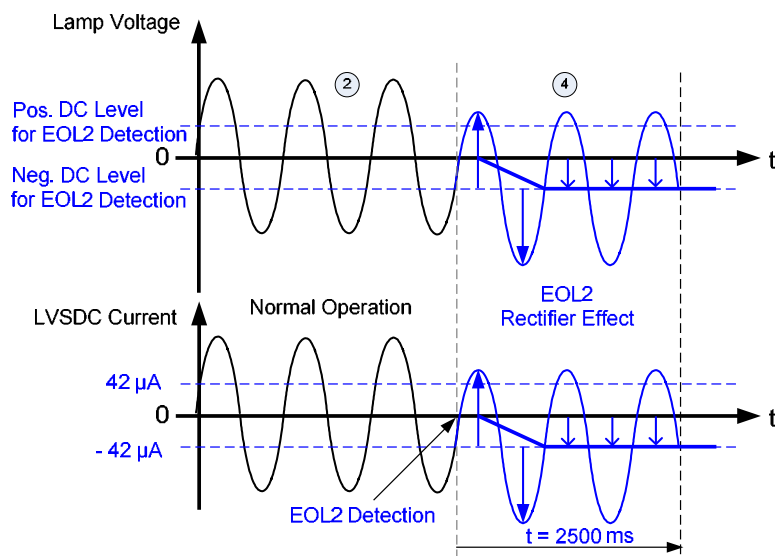 Lamp Voltage
2
4
Pos. DC Level
for EOL2 Detection
0
t
Neg. DC Level
for EOL2 Detection
Normal Operation
EOL2
Rectifier Effect
LVSDC Current
42 µA
0
t
- 42 µA
EOL2 Detection
t = 2500 ms